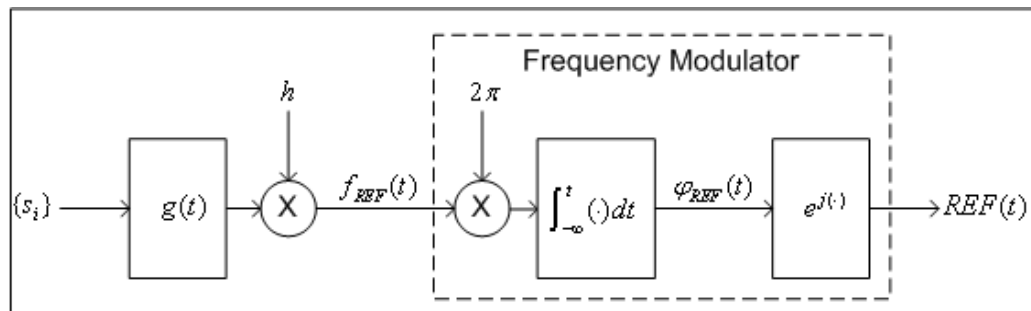 Frequency Modulator
h
2π
{s_i}
g(t)
X
f_REF(t)
X
∫_{-∞}^{t}(·)dt
φ_REF(t)
e^{j(·)}
REF(t)